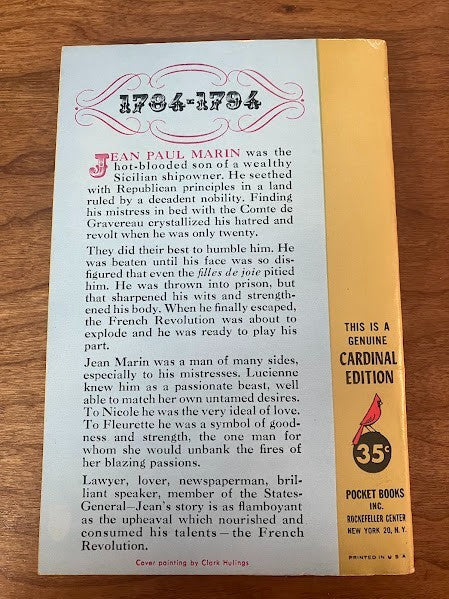 1784-1794
JEAN PAUL MARIN was the
hot-blooded son of a wealthy
Sicilian shipowner. He seethed
with Republican principles in a land
ruled by a decadent nobility. Finding
his mistress in bed with the Comte de
Gravereau crystallized his hatred and
revolt when he was only twenty.
They did their best to humble him. He
was beaten until his face was so dis-
figured that even the filles de joie pitied
him. He was thrown into prison, but
that sharpened his wits and strength-
ened his body. When he finally escaped,
the French Revolution was about to
explode and he was ready to play his
part.
Jean Marin was a man of many sides,
especially to his mistresses. Lucienne
knew him as a passionate beast, well
able to match her own untamed desires.
To Nicole he was the very ideal of love.
To Fleurette he was a symbol of good-
ness and strength, the one man for
whom she would unbank the fires of
her blazing passions.
Lawyer, lover, newspaperman, bril-
liant speaker, member of the States-
General—Jean's story is as flamboyant
as the upheaval which nourished and
consumed his talents—the French
Revolution.
Cover painting by Clark Hulings
THIS IS A
GENUINE
CARDINAL
EDITION
35c
POCKET BOOKS
INC.
ROCKEFELLER CENTER
NEW YORK 20, N.Y.
PRINTED IN U S A